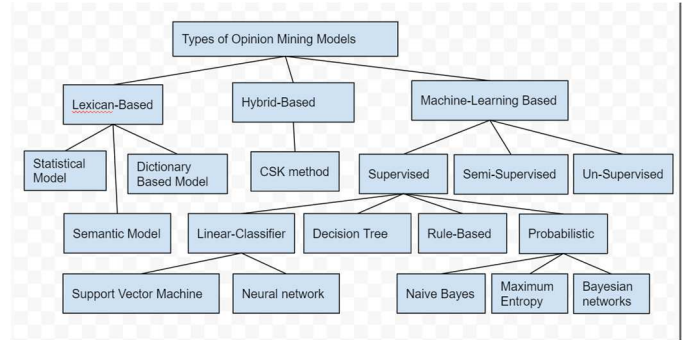 Types of Opinion Mining Models
Lexican-Based
Hybrid-Based
Machine-Learning Based
Statistical
Model
Dictionary
Based Model
CSK method
Supervised
Semi-Supervised
Un-Supervised
Semantic Model
Linear-Classifier
Decision Tree
Rule-Based
Probabilistic
Support Vector Machine
Neural network
Naive Bayes
Maximum
Entropy
Bayesian
networks